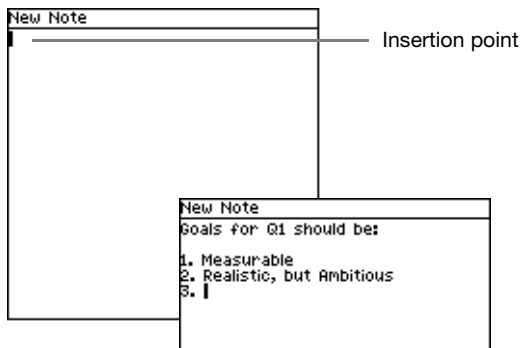 New Note
Insertion point
New Note
Goals for Q1 should be:
1. Measurable
2. Realistic, but Ambitious
3.